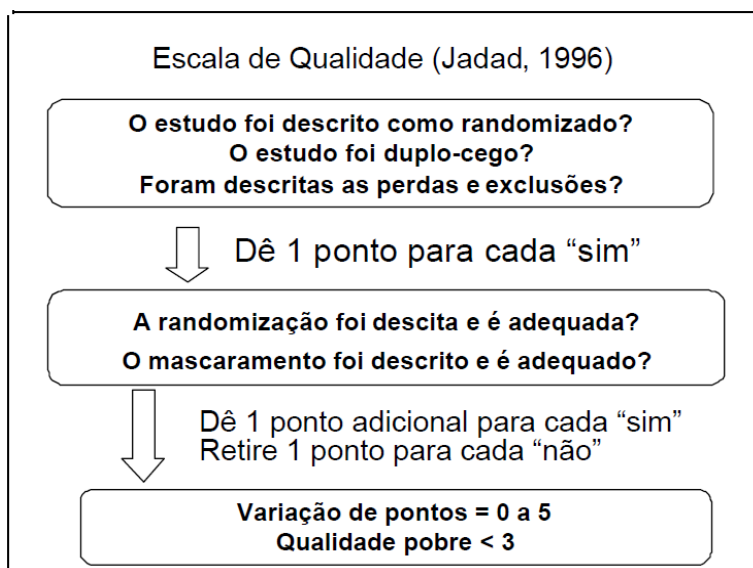 Escala de Qualidade (Jadad, 1996)
O estudo foi descrito como randomizado?
O estudo foi duplo-cego?
Foram descritas as perdas e exclusões?
Dê 1 ponto para cada “sim”
A randomização foi descita e é adequada?
O mascaramento foi descrito e é adequado?
Dê 1 ponto adicional para cada “sim”
Retire 1 ponto para cada “não”
Variação de pontos = 0 a 5
Qualidade pobre < 3